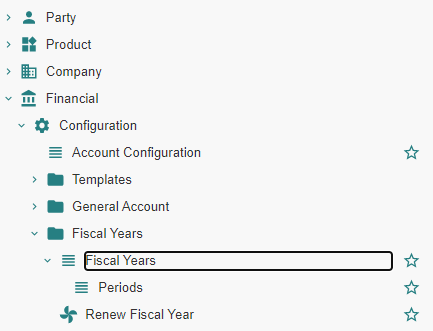 Party
Product
Company
Financial
Configuration
Account Configuration
Templates
General Account
Fiscal Years
Fiscal Years
Periods
Renew Fiscal Year